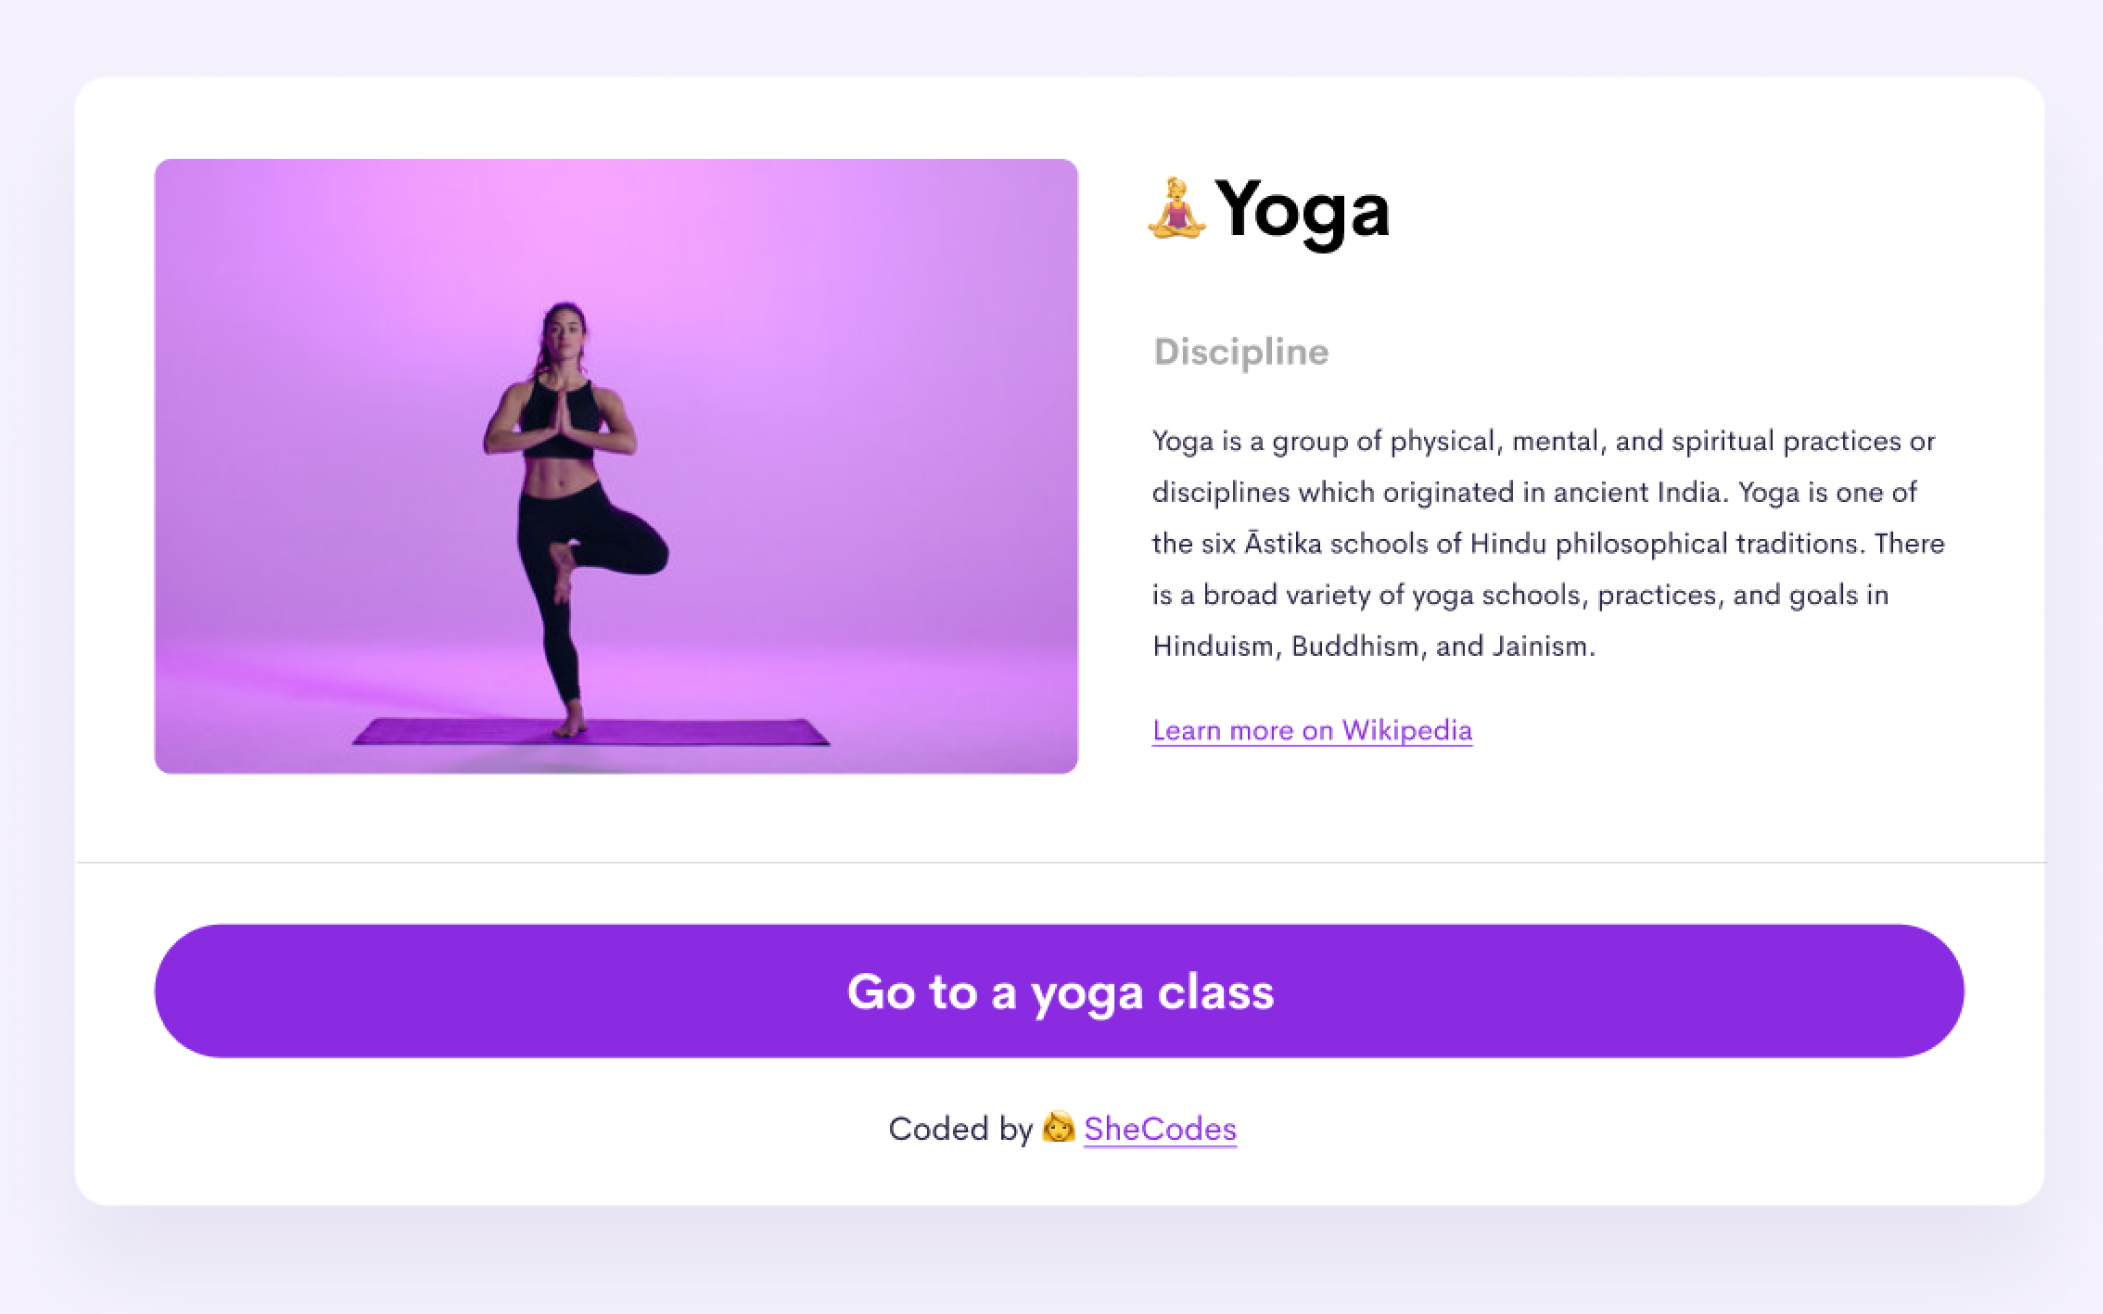 🧘‍♀️Yoga
Discipline
Yoga is a group of physical, mental, and spiritual practices or
disciplines which originated in ancient India. Yoga is one of
the six Āstika schools of Hindu philosophical traditions. There
is a broad variety of yoga schools, practices, and goals in
Hinduism, Buddhism, and Jainism.
Learn more on Wikipedia
Go to a yoga class
Coded by 👩 SheCodes